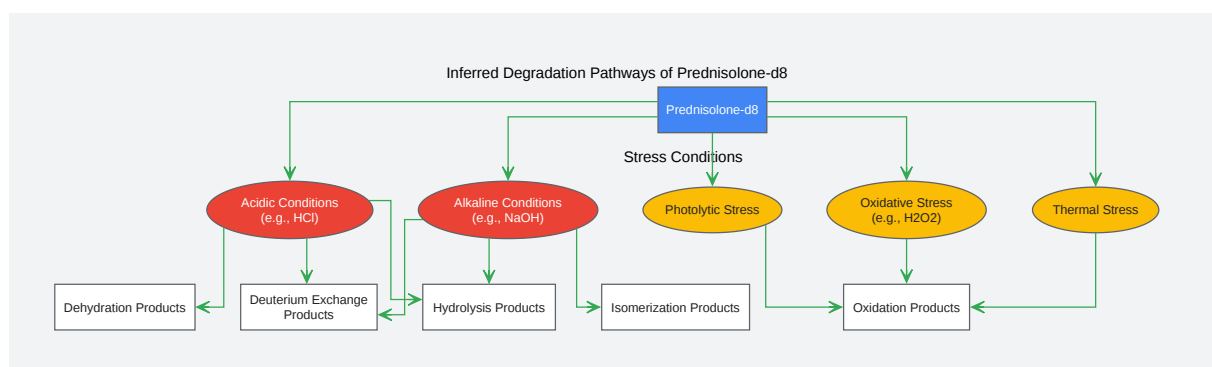 Inferred Degradation Pathways of Prednisolone-d8
Prednisolone-d8
Stress Conditions
Acidic Conditions
(e.g., HCl)
Alkaline Conditions
(e.g., NaOH)
Photolytic Stress
Oxidative Stress
(e.g., H2O2)
Thermal Stress
Dehydration Products
Deuterium Exchange
Products
Hydrolysis Products
Isomerization Products
Oxidation Products